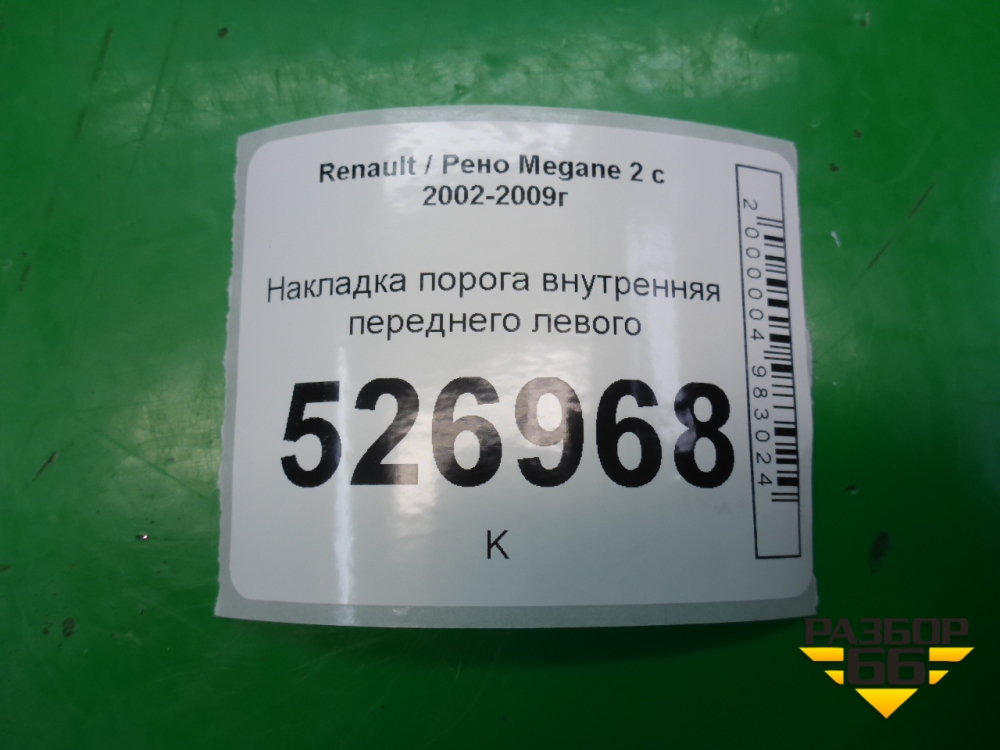 Renault / Рено Megane 2 с
2002-2009г
Накладка порога внутренняя
переднего левого
526968
К
2000004983024
РАЗБОР
66